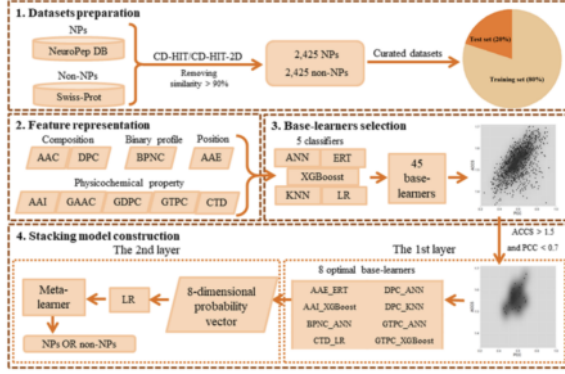 1. Datasets preparation
NPs
NeuroPep DB
Non-NPs
Swiss-Prot
CD-HIT/CD-HIT-2D
Removing
similarity > 90%
2,425 NPs
2,425 non-NPs
Curated datasets
Test set (20%)
Training set (80%)
2. Feature representation
Composition
Binary profile
Position
AAC
DPC
BPNC
AAE
Physicochemical property
AAI
GAAC
GDPC
GTPC
CTD
3. Base-learners selection
5 classifiers
ANN
ERT
XGBoosst
KNN
LR
45
base-
learners
ACCS > 1.5
and PCC < 0.7
4. Stacking model construction
The 2nd layer
The 1st layer
Meta-
learner
LR
8-dimensional
probability
vector
NPs OR non-NPs
8 optimal base-learners
AAE_ERT
DPC_ANN
AAI_XGBoost
DPC_KNN
BPNC_ANN
GTPC_ANN
CTD_LR
GTPC_XGBoost